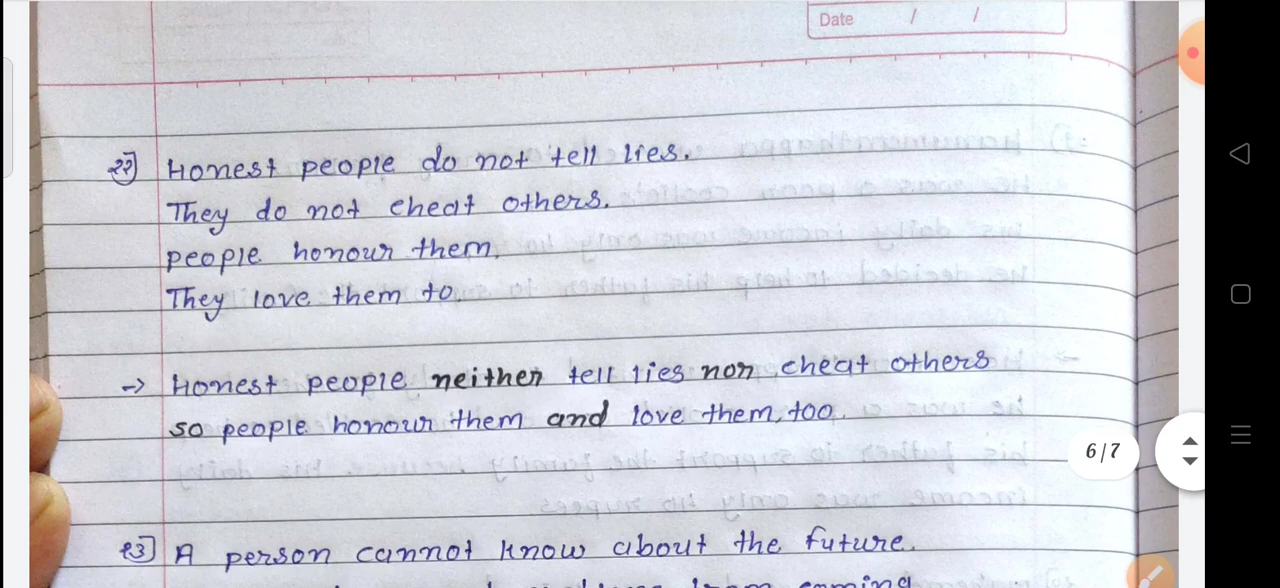 Date / /
22] Honest people do not tell lies.
They do not cheat others.
people honour them.
They love them to
→ Honest people neither tell lies nor cheat others
so people honour them and love them, too.
6/7
23] A person cannot know about the future.